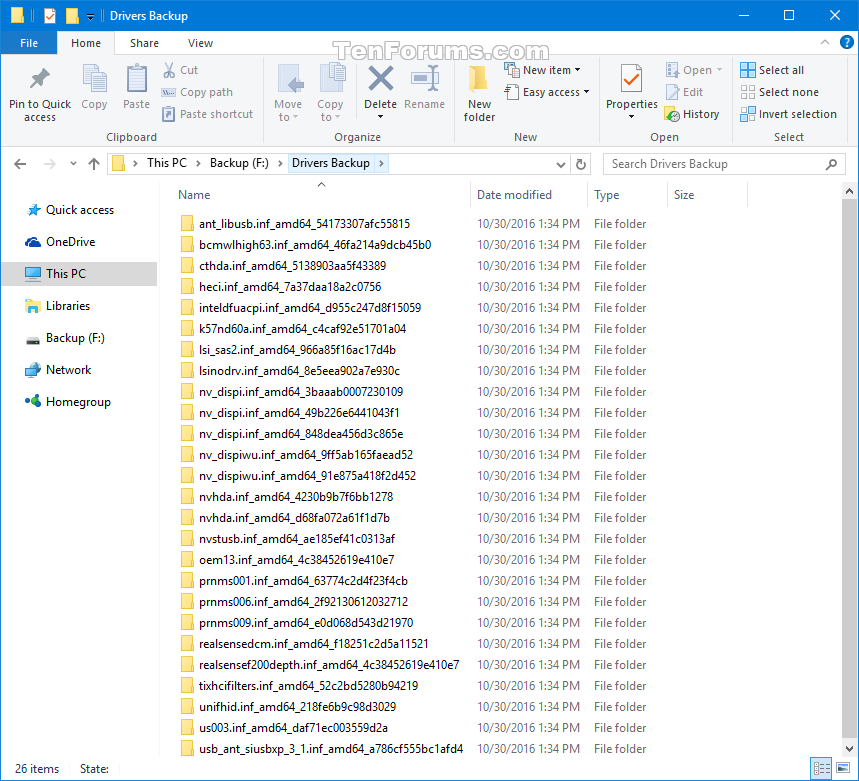 Drivers Backup
File Home Share View
TenForums.com
Pin to Quick access
Copy
Paste
Cut
Copy path
Paste shortcut
Clipboard
Move to
Copy to
Delete
Rename
Organize
New folder
New item
Easy access
New
Properties
Open
Edit
History
Open
Select all
Select none
Invert selection
Select
This PC > Backup (F:) > Drivers Backup >
Search Drivers Backup
Quick access
OneDrive
This PC
Libraries
Backup (F:)
Network
Homegroup
Name Date modified Type Size
ant_libusb.inf_amd64_54173307afc55815 10/30/2016 1:34 PM File folder
bcmwlhigh63.inf_amd64_46fa214a9dcb45b0 10/30/2016 1:34 PM File folder
cthda.inf_amd64_5138903aa5f43389 10/30/2016 1:34 PM File folder
heci.inf_amd64_7a37daa18a2c0756 10/30/2016 1:34 PM File folder
inteldfuacpi.inf_amd64_d955c247d8f15059 10/30/2016 1:34 PM File folder
k57nd60a.inf_amd64_c4caf92e51701a04 10/30/2016 1:34 PM File folder
lsi_sas2.inf_amd64_966a85f16ac17d4b 10/30/2016 1:34 PM File folder
lsinodrv.inf_amd64_8e5eea902a7e930c 10/30/2016 1:34 PM File folder
nv_dispi.inf_amd64_3baaab0007230109 10/30/2016 1:34 PM File folder
nv_dispi.inf_amd64_49b226e6441043f1 10/30/2016 1:34 PM File folder
nv_dispi.inf_amd64_848dea456d3c865e 10/30/2016 1:34 PM File folder
nv_dispiwu.inf_amd64_9ff5ab165faead52 10/30/2016 1:34 PM File folder
nv_dispiwu.inf_amd64_91e875a418f2d452 10/30/2016 1:34 PM File folder
nvhda.inf_amd64_4230b9b7f6bb1278 10/30/2016 1:34 PM File folder
nvhda.inf_amd64_d68fa072a61f1d7b 10/30/2016 1:34 PM File folder
nvstusb.inf_amd64_ae185ef41c0313af 10/30/2016 1:34 PM File folder
oem13.inf_amd64_4c38452619e410e7 10/30/2016 1:34 PM File folder
prnms001.inf_amd64_63774c2d4f23f4cb 10/30/2016 1:34 PM File folder
prnms006.inf_amd64_2f92130612032712 10/30/2016 1:34 PM File folder
prnms009.inf_amd64_e0d068d543d21970 10/30/2016 1:34 PM File folder
realsensedcm.inf_amd64_f18251c2d5a11521 10/30/2016 1:34 PM File folder
realsensef200depth.inf_amd64_4c38452619e410e7 10/30/2016 1:34 PM File folder
tixhcifilters.inf_amd64_52c2bd5280b94219 10/30/2016 1:34 PM File folder
unifhid.inf_amd64_218fe6b9c98d3029 10/30/2016 1:34 PM File folder
us003.inf_amd64_daf71ec003559d2a 10/30/2016 1:34 PM File folder
usb_ant_siusbxp_3_1.inf_amd64_a786cf555bc1afd4 10/30/2016 1:34 PM File folder
26 items State: